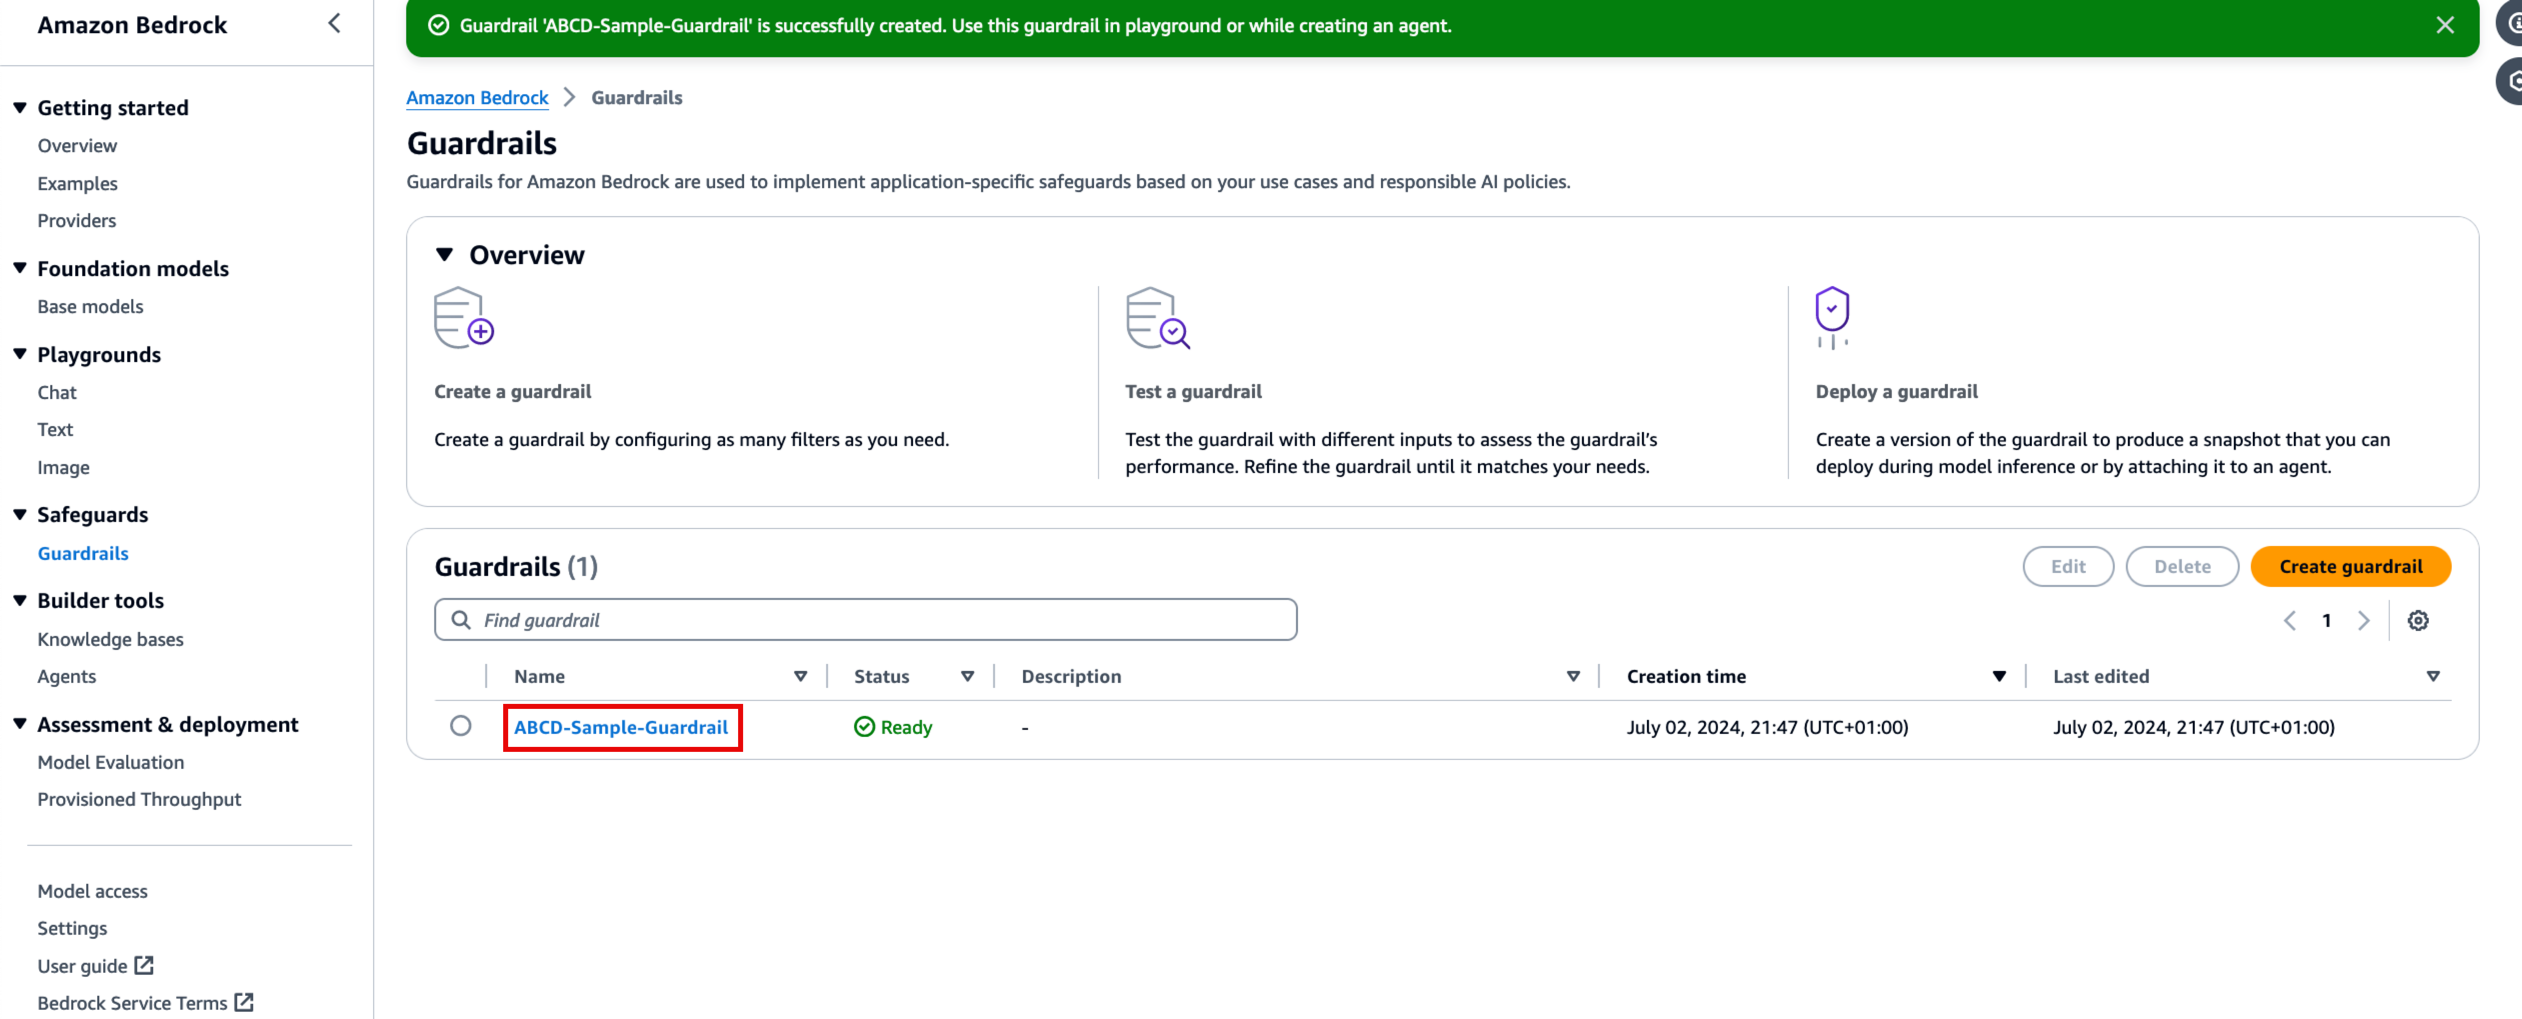 Amazon Bedrock
Getting started
Overview
Examples
Providers
Foundation models
Base models
Playgrounds
Chat
Text
Image
Safeguards
Guardrails
Builder tools
Knowledge bases
Agents
Assessment & deployment
Model Evaluation
Provisioned Throughput
Model access
Settings
User guide
Bedrock Service Terms
Guardrail 'ABCD-Sample-Guardrail' is successfully created. Use this guardrail in playground or while creating an agent.
Amazon Bedrock > Guardrails
Guardrails
Guardrails for Amazon Bedrock are used to implement application-specific safeguards based on your use cases and responsible AI policies.
Overview
Create a guardrail
Create a guardrail by configuring as many filters as you need.
Test a guardrail
Test the guardrail with different inputs to assess the guardrail's
performance. Refine the guardrail until it matches your needs.
Deploy a guardrail
Create a version of the guardrail to produce a snapshot that you can
deploy during model inference or by attaching it to an agent.
Guardrails (1)
Edit Delete Create guardrail
Find guardrail
1
Name Status Description Creation time Last edited
ABCD-Sample-Guardrail Ready - July 02, 2024, 21:47 (UTC+01:00) July 02, 2024, 21:47 (UTC+01:00)